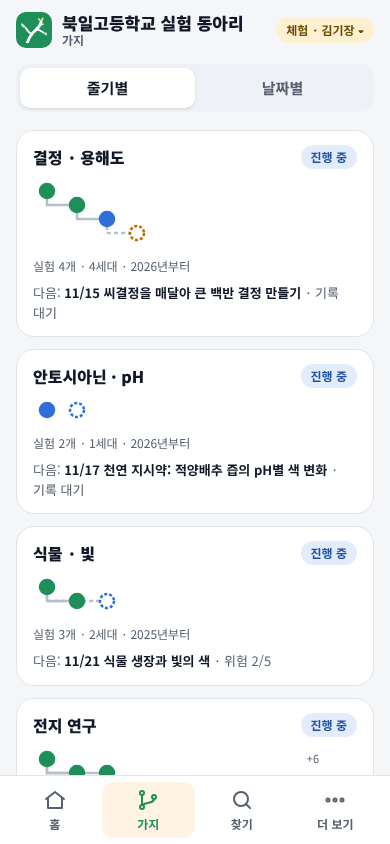 북일고등학교 실험 동아리
가지
체험 · 김기장
줄기별
날짜별
결정 · 용해도
진행 중
실험 4개 · 4세대 · 2026년부터
다음: 11/15 씨결정을 매달아 큰 백반 결정 만들기 · 기록
대기
안토시아닌 · pH
진행 중
실험 2개 · 1세대 · 2026년부터
다음: 11/17 천연 지시약: 적양배추 즙의 pH별 색 변화 ·
기록 대기
식물 · 빛
진행 중
실험 3개 · 2세대 · 2025년부터
다음: 11/21 식물 생장과 빛의 색 · 위험 2/5
전지 연구
진행 중
+6
홈
가지
찾기
더 보기